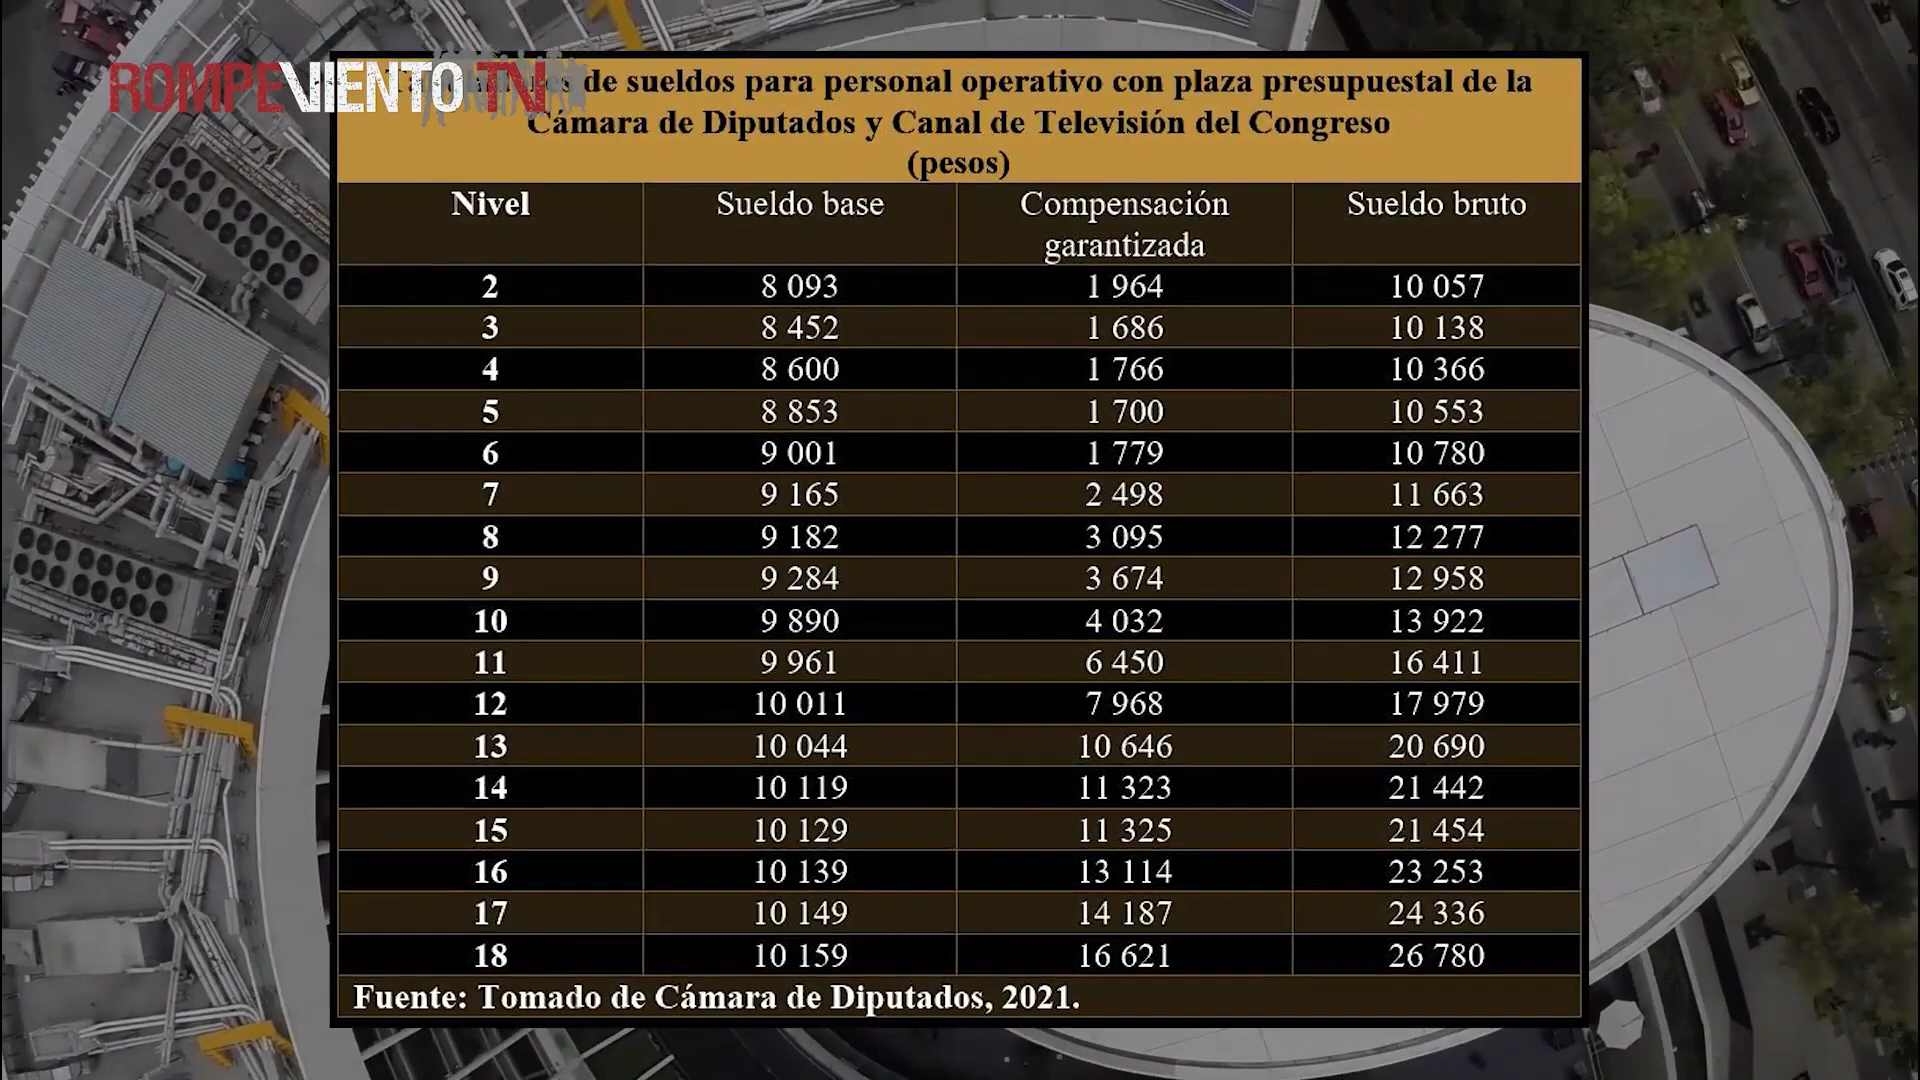 ROMPEVIENTO TV
de sueldos para personal operativo con plaza presupuestal de la
Cámara de Diputados y Canal de Televisión del Congreso
(pesos)
Nivel Sueldo base Compensación garantizada Sueldo bruto
2 8 093 1 964 10 057
3 8 452 1 686 10 138
4 8 600 1 766 10 366
5 8 853 1 700 10 553
6 9 001 1 779 10 780
7 9 165 2 498 11 663
8 9 182 3 095 12 277
9 9 284 3 674 12 958
10 9 890 4 032 13 922
11 9 961 6 450 16 411
12 10 011 7 968 17 979
13 10 044 10 646 20 690
14 10 119 11 323 21 442
15 10 129 11 325 21 454
16 10 139 13 114 23 253
17 10 149 14 187 24 336
18 10 159 16 621 26 780
Fuente: Tomado de Cámara de Diputados, 2021.